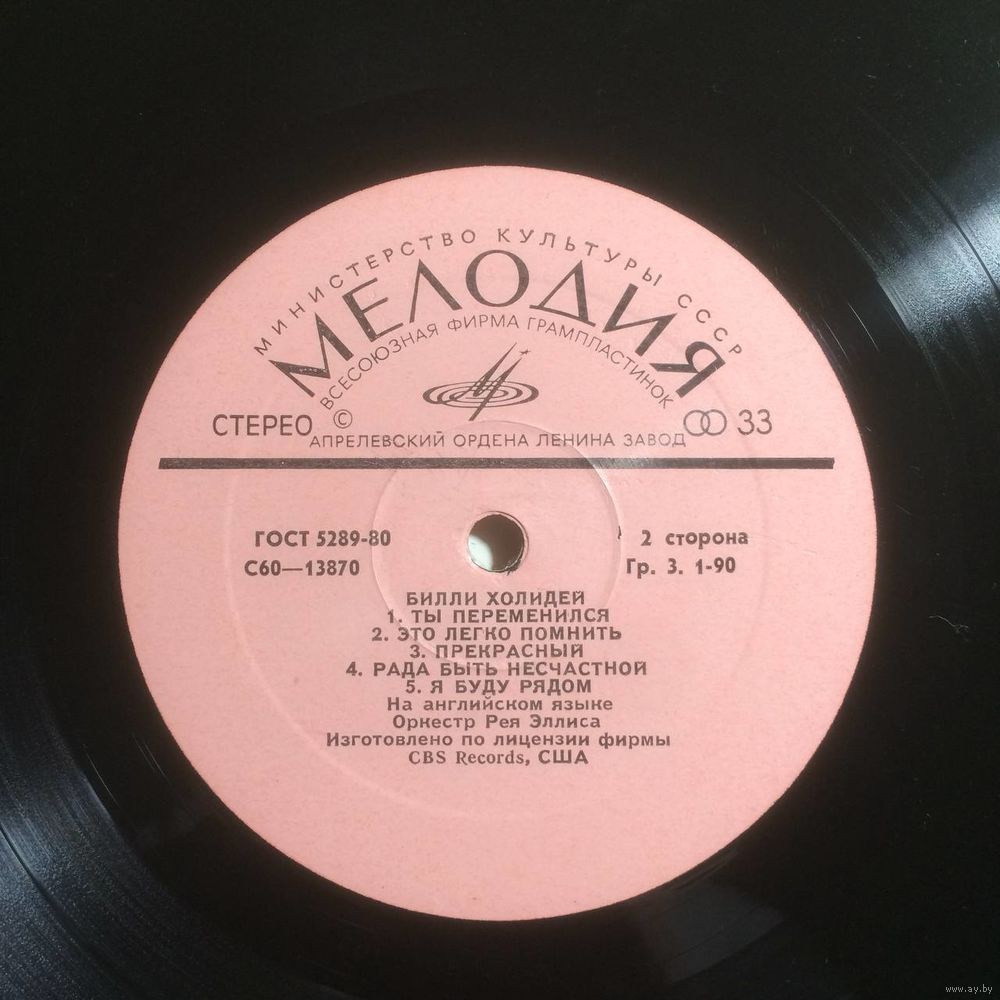 МИНИСТЕРСТВО КУЛЬТУРЫ СССР
МЕЛОДИЯ
ВСЕСОЮЗНАЯ ФИРМА ГРАМПЛАСТИНОК
СТЕРЕО © 33
АПРЕЛЕВСКИЙ ОРДЕНА ЛЕНИНА ЗАВОД
ГОСТ 5289-80 2 сторона
С60—13870 Гр. 3. 1-90
БИЛЛИ ХОЛИДЕЙ
1. ТЫ ПЕРЕМЕНИЛСЯ
2. ЭТО ЛЕГКО ПОМНИТЬ
3. ПРЕКРАСНЫЙ
4. РАДА БЫТЬ НЕСЧАСТНОЙ
5. Я БУДУ РЯДОМ
На английском языке
Оркестр Рея Эллиса
Изготовлено по лицензии фирмы
CBS Records, США
www.ay.by